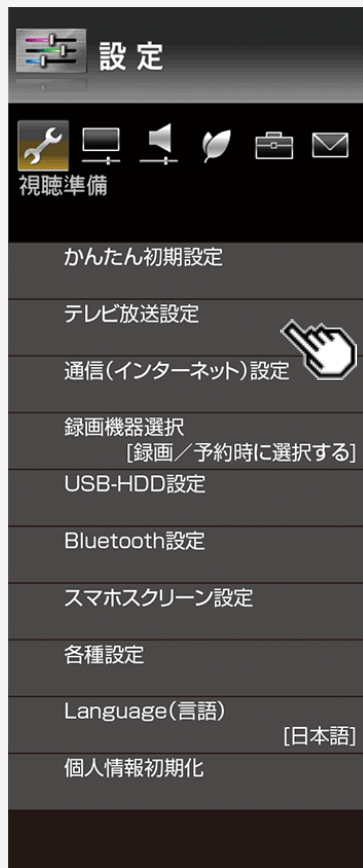 設定
視聴準備
かんたん初期設定
テレビ放送設定
通信(インターネット)設定
録画機器選択
[録画／予約時に選択する]
USB-HDD設定
Bluetooth設定
スマホスクリーン設定
各種設定
Language(言語)
[日本語]
個人情報初期化